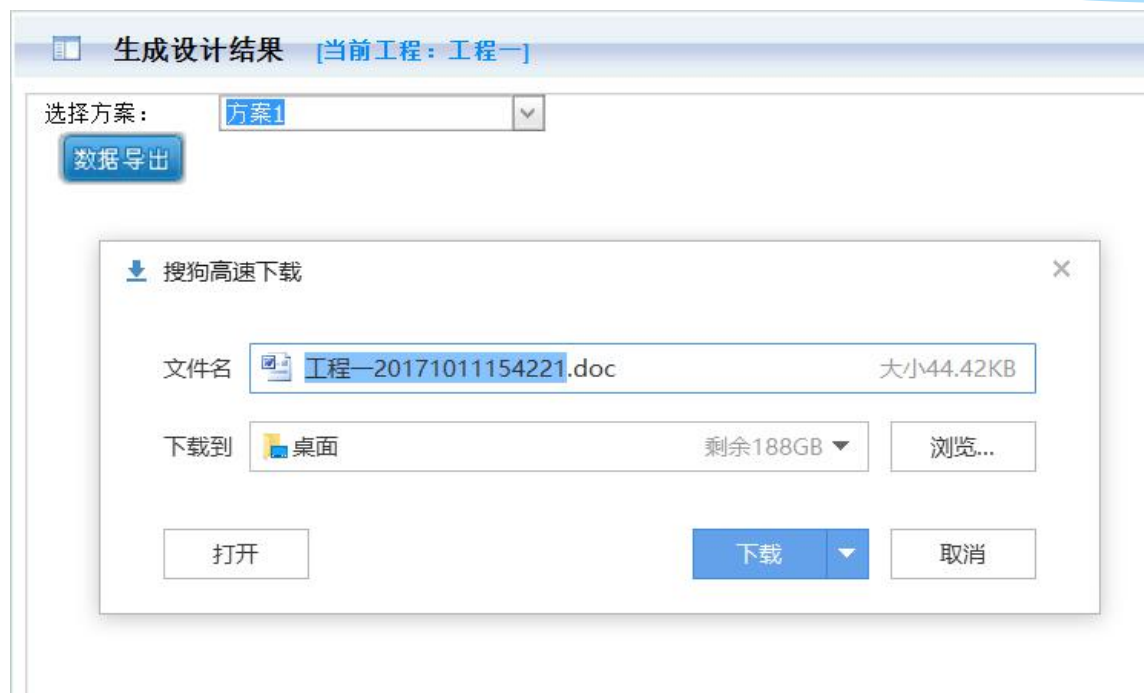 生成设计结果 [当前工程：工程一]
选择方案： 方案1
数据导出
搜狗高速下载
文件名 工程一20171011154221.doc 大小44.42KB
下载到 桌面 剩余188GB 浏览...
打开 下载 取消